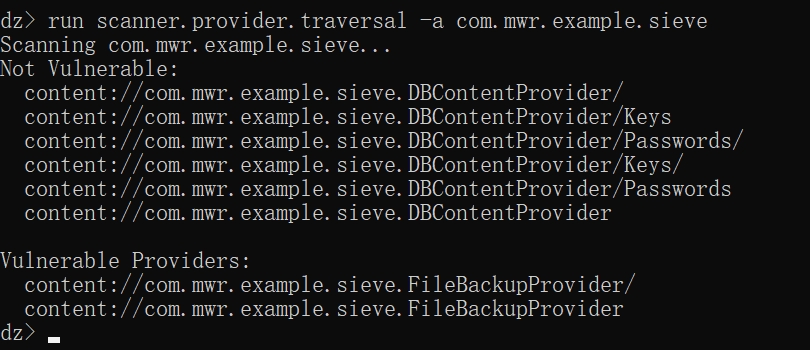 dz> run scanner.provider.traversal -a com.mwr.example.sieve
Scanning com.mwr.example.sieve...
Not Vulnerable:
  content://com.mwr.example.sieve.DBContentProvider/
  content://com.mwr.example.sieve.DBContentProvider/Keys
  content://com.mwr.example.sieve.DBContentProvider/Passwords/
  content://com.mwr.example.sieve.DBContentProvider/Keys/
  content://com.mwr.example.sieve.DBContentProvider/Passwords
  content://com.mwr.example.sieve.DBContentProvider

Vulnerable Providers:
  content://com.mwr.example.sieve.FileBackupProvider/
  content://com.mwr.example.sieve.FileBackupProvider
dz>